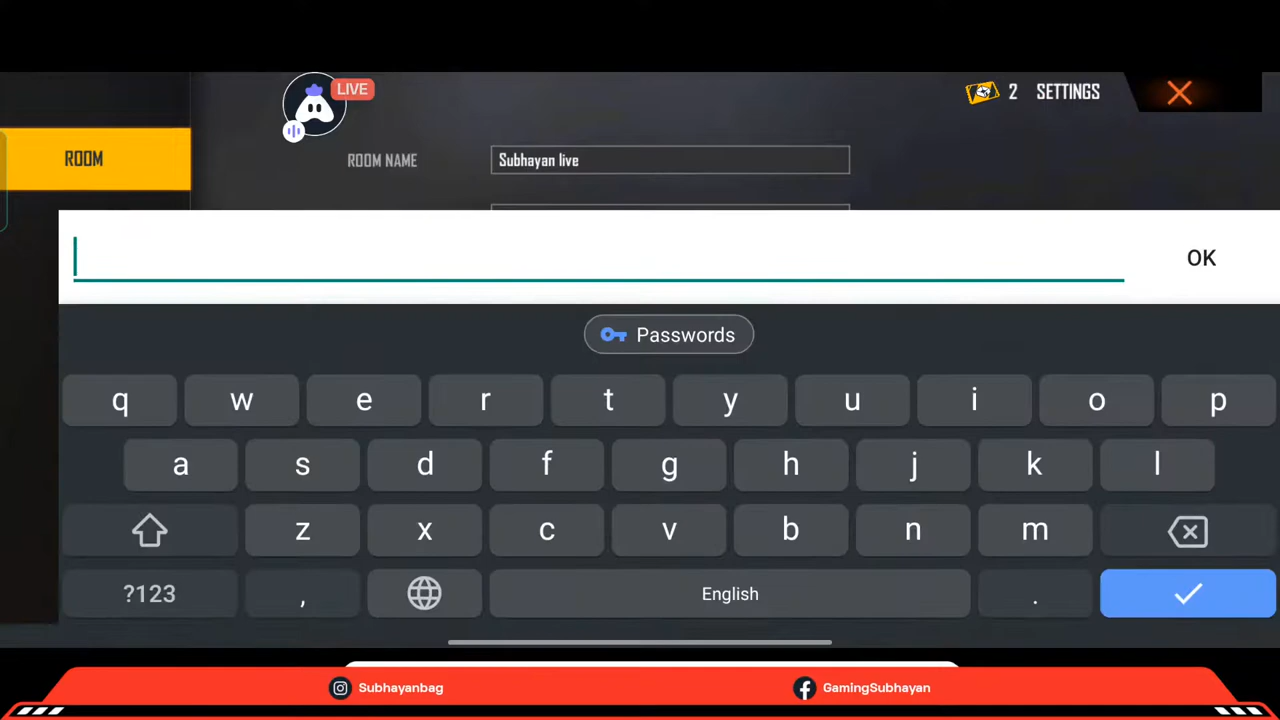 LIVE
2 SETTINGS
ROOM
ROOM NAME
Subhayan live
OK
Passwords
q w e r t y u i o p
a s d f g h j k l
z x c v b n m
?123 , English .
Subhayanbag
GamingSubhayan